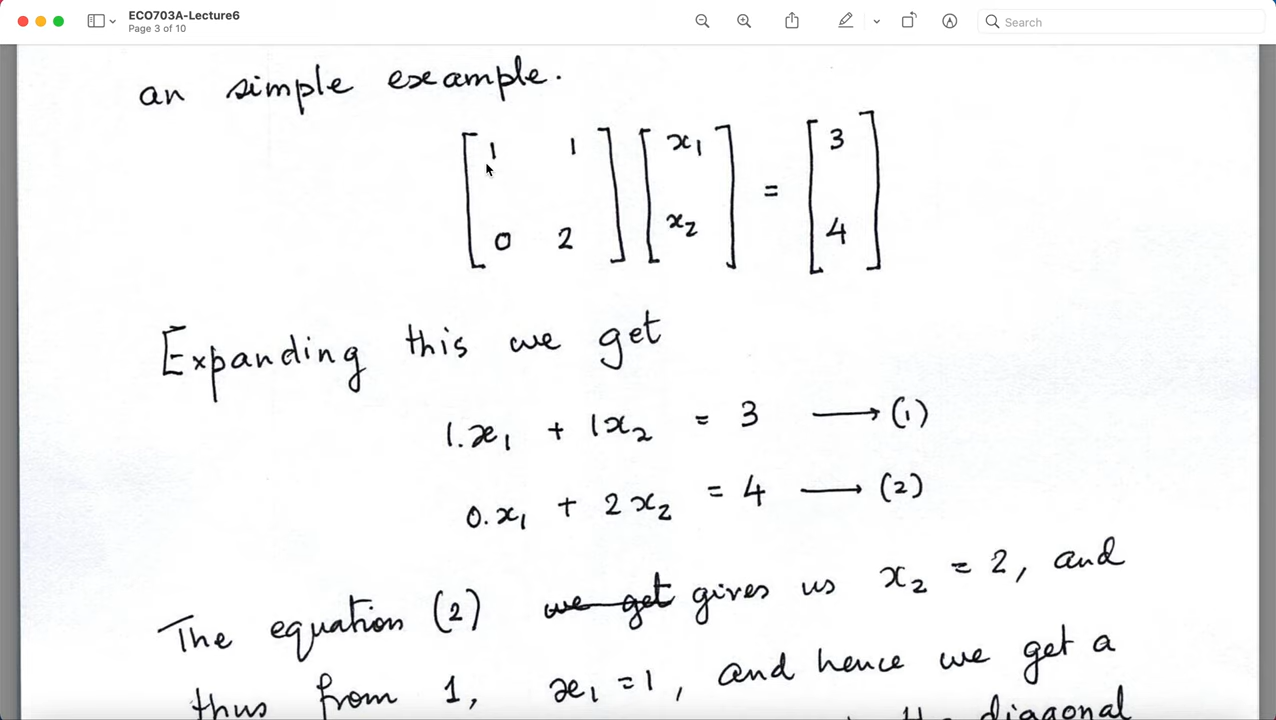 ECO703A-Lecture6
Page 3 of 10
Search
an simple example.
[ 1 1 ] [ x₁ ] = [ 3 ]
[ 0 2 ] [ x₂ ] [ 4 ]
Expanding this we get
1.x₁ + 1x₂ = 3 ⟶ (1)
0.x₁ + 2x₂ = 4 ⟶ (2)
The equation (2) we get gives us x₂ = 2, and
thus from 1, x₁ = 1, and hence we get a
diagonal